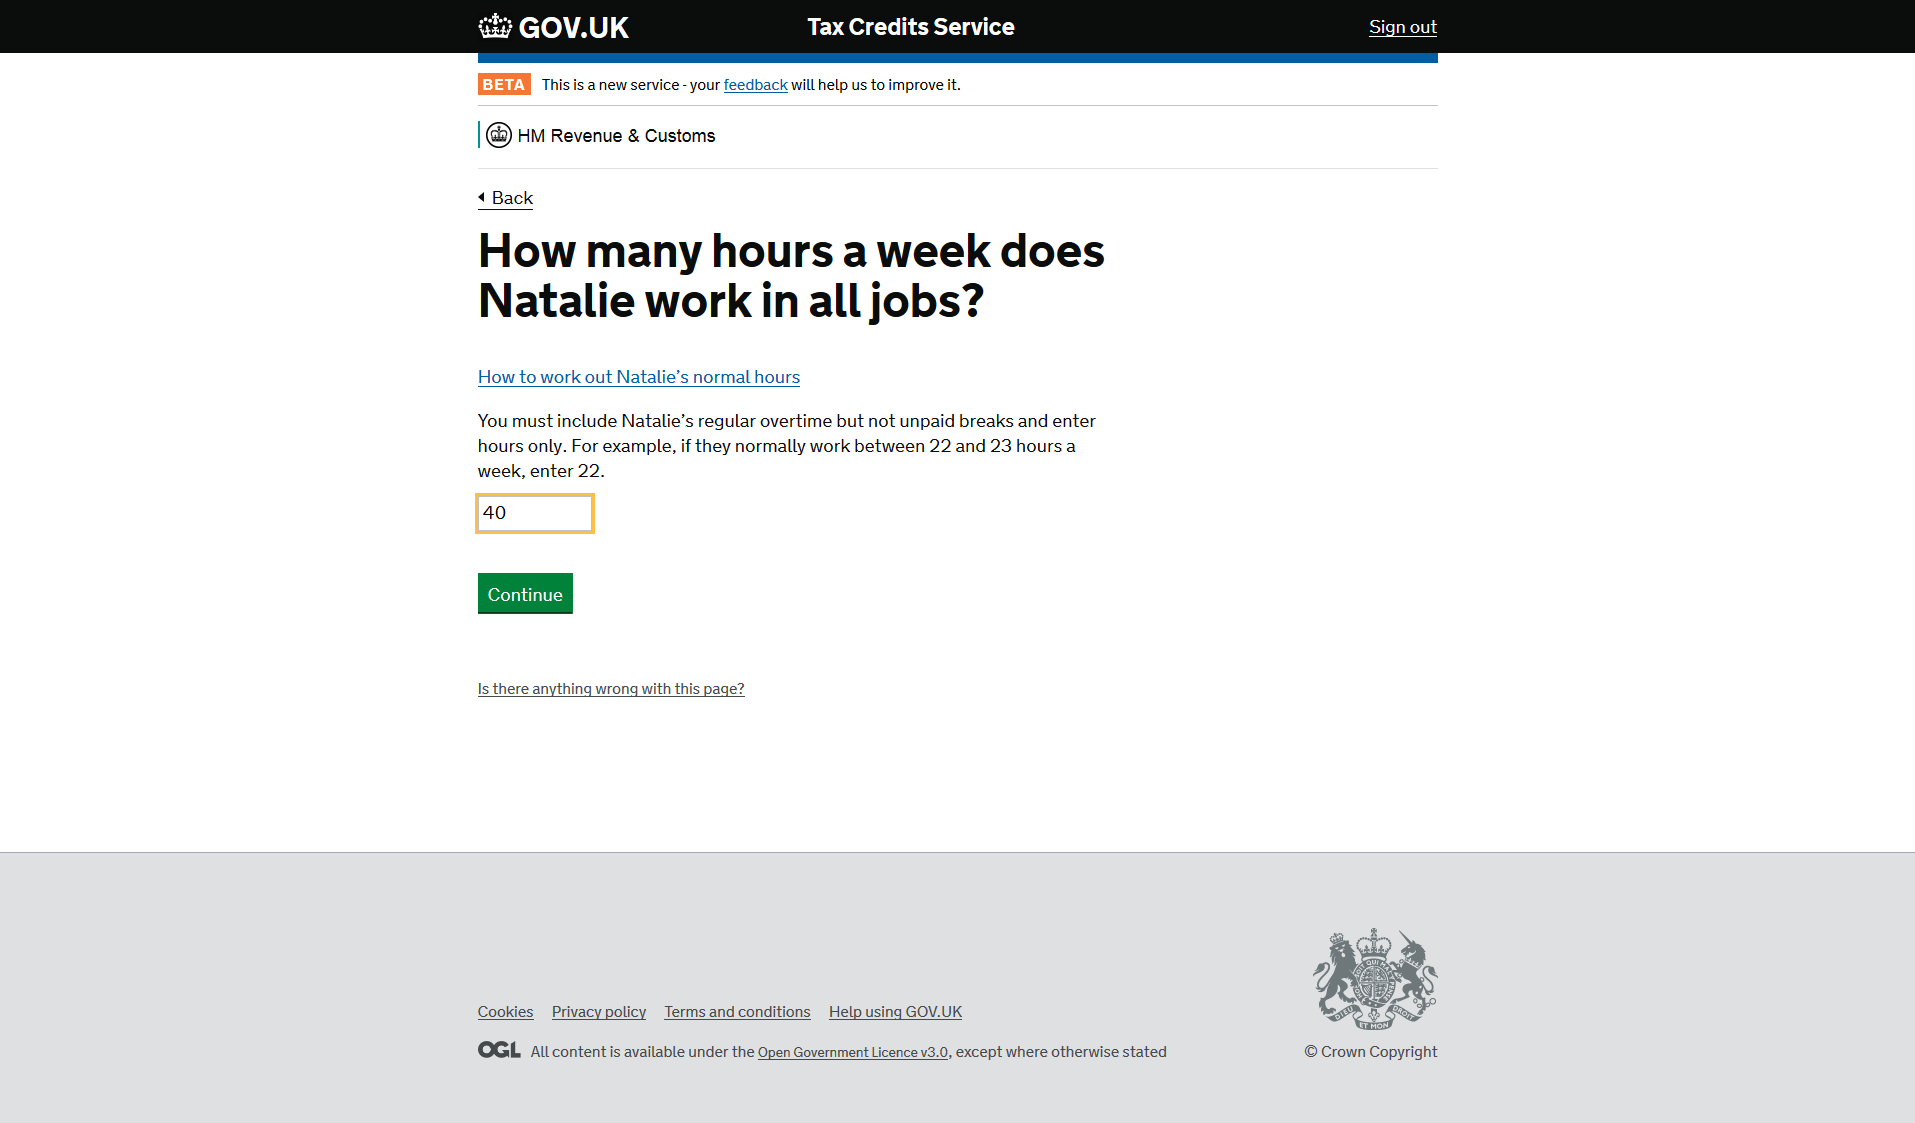 GOV.UK Tax Credits Service Sign out
BETA This is a new service - your feedback will help us to improve it.
HM Revenue & Customs
Back
How many hours a week does
Natalie work in all jobs?
How to work out Natalie’s normal hours
You must include Natalie’s regular overtime but not unpaid breaks and enter
hours only. For example, if they normally work between 22 and 23 hours a
week, enter 22.
40
Continue
Is there anything wrong with this page?
Cookies Privacy policy Terms and conditions Help using GOV.UK
OGL All content is available under the Open Government Licence v3.0, except where otherwise stated
DIEU ET MON DROIT
© Crown Copyright